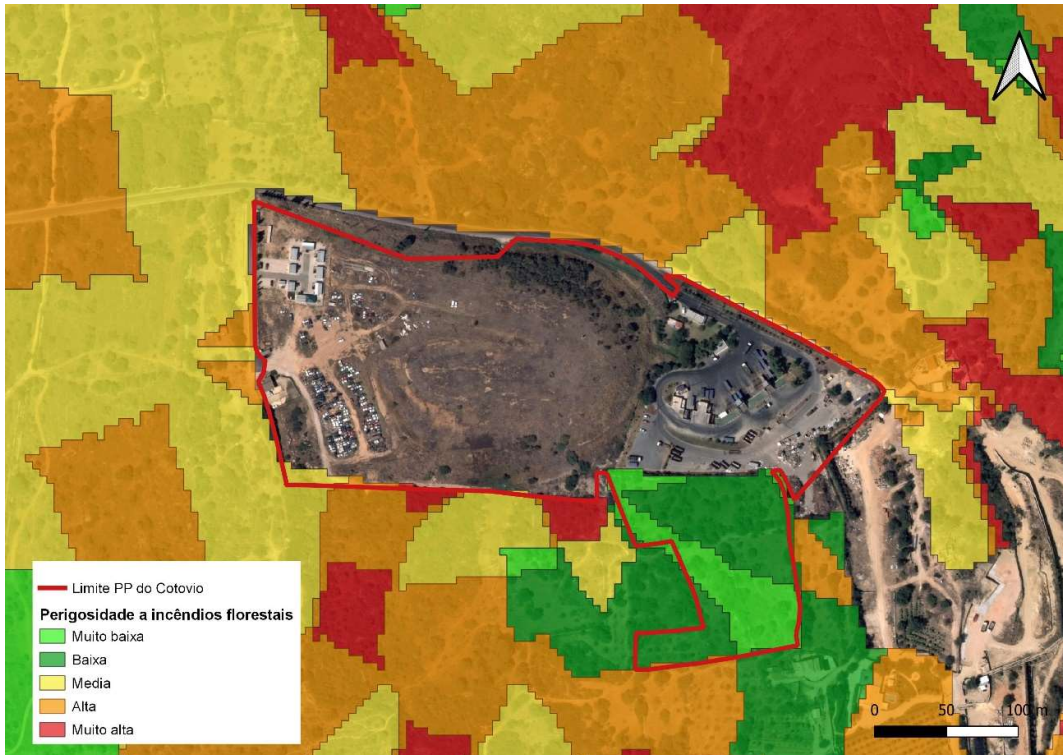 Limite PP do Cotovio
Perigosidade a incêndios florestais
Muito baixa
Baixa
Media
Alta
Muito alta
0 50 100 m